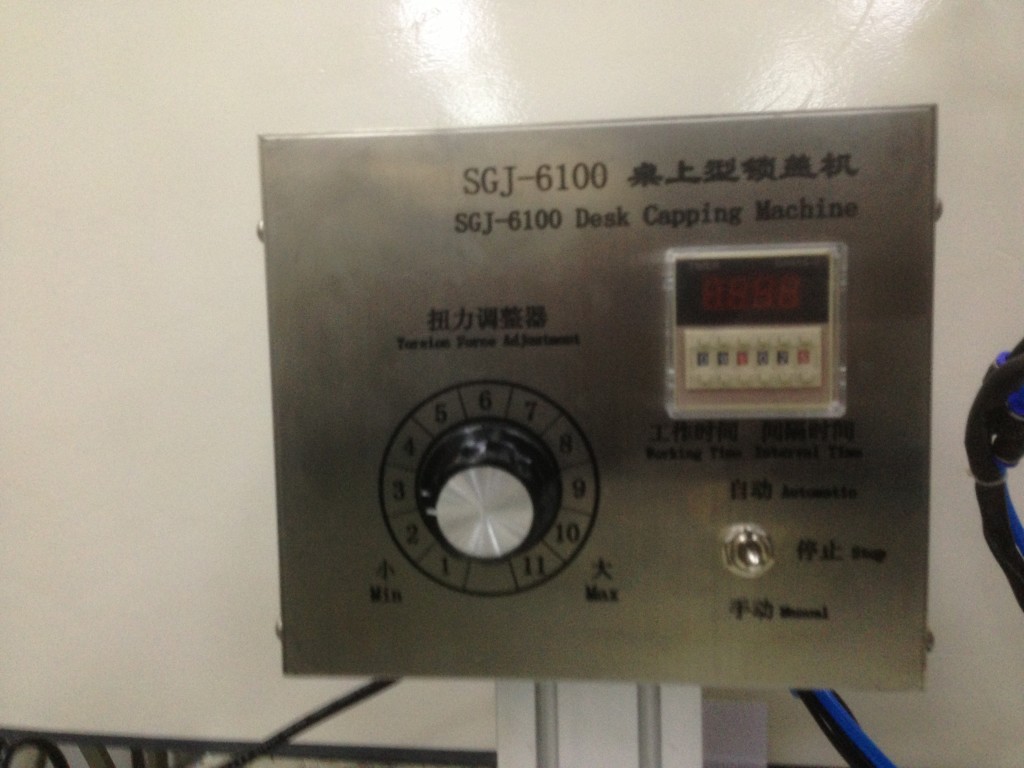 SGJ-6100 桌上型锁盖机
SGJ-6100 Desk Capping Machine
扭力调整器
Torsion Force Adjustment
1
2
3
4
5
6
7
8
9
10
11
小
Min
大
Max
工作时间 间隔时间
Working Time Interval Time
自动 Automatic
停止 Stop
手动 Manual